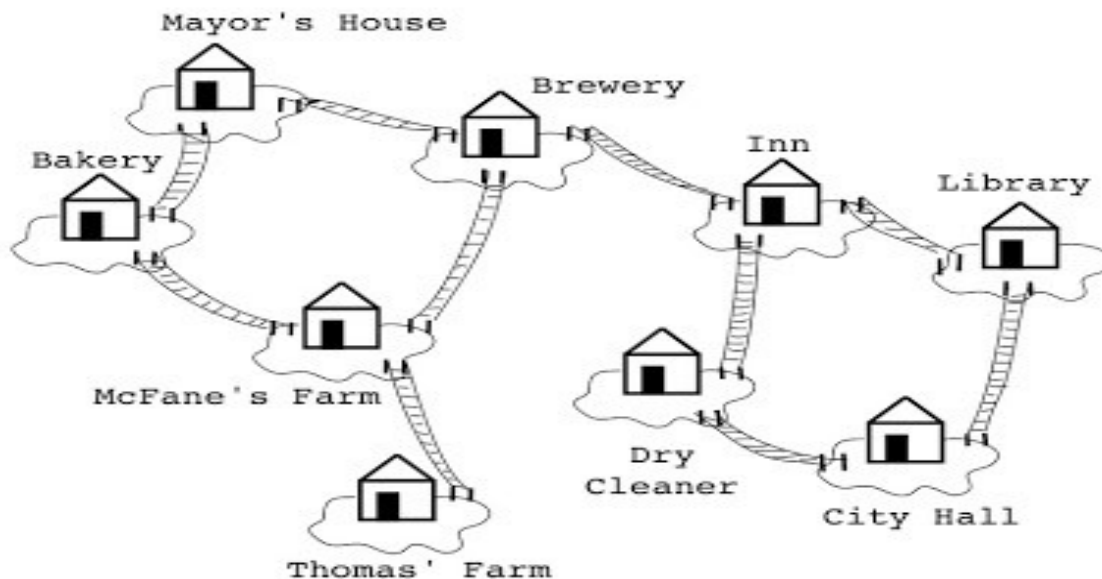 Mayor's House
Brewery
Bakery
Inn
Library
McFane's Farm
Dry
Cleaner
City Hall
Thomas' Farm